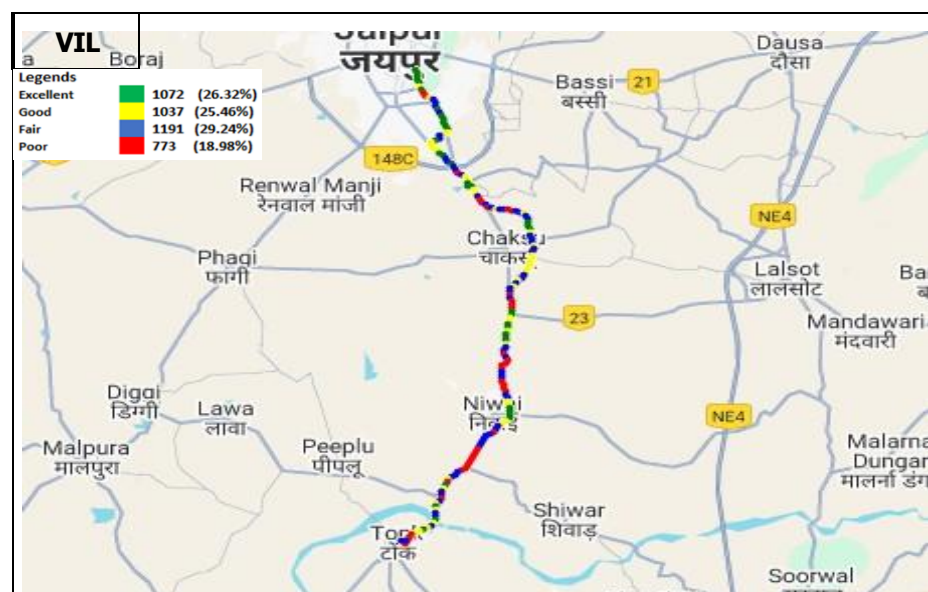 VIL
Jaipur
जयपुर
a
Boraj
Dausa
दौसा
Legends
Excellent 1072 (26.32%)
Good 1037 (25.46%)
Fair 1191 (29.24%)
Poor 773 (18.98%)
Bassi
बस्सी
21
148C
Renwal Manji
रेनवाल मांजी
NE4
Chaksu
चाकसू
Phagi
फागी
Lalsot
लालसोट
23
Mandawari
मंदवारी
Diggi
डिग्गी
Lawa
लावा
Niwai
निवाई
NE4
Malpura
मालपुरा
Peeplu
पीपलू
Malarna
Dungar
Shiwar
शिवाड़
Tonk
टोंक
Soorwal